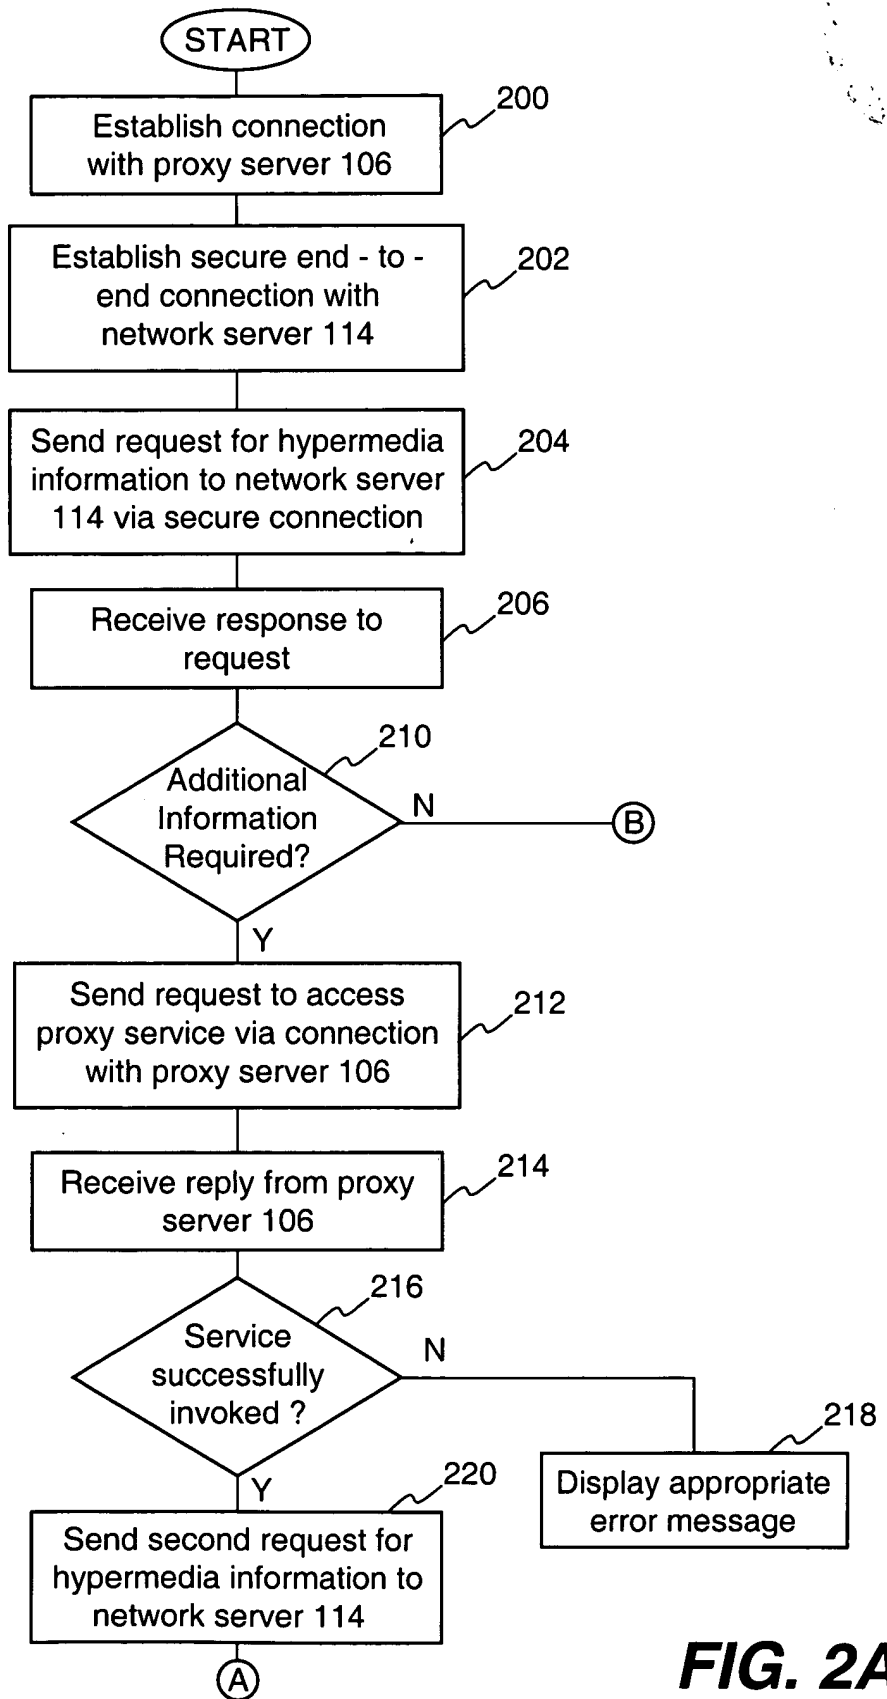 START
200
Establish connection
with proxy server 106
202
Establish secure end - to -
end connection with
network server 114
204
Send request for hypermedia
information to network server
114 via secure connection
206
Receive response to
request
210
Additional
Information
Required?
N
B
Y
212
Send request to access
proxy service via connection
with proxy server 106
214
Receive reply from proxy
server 106
216
Service
successfully
invoked ?
N
218
Display appropriate
error message
Y
220
Send second request for
hypermedia information to
network server 114
A
FIG. 2A